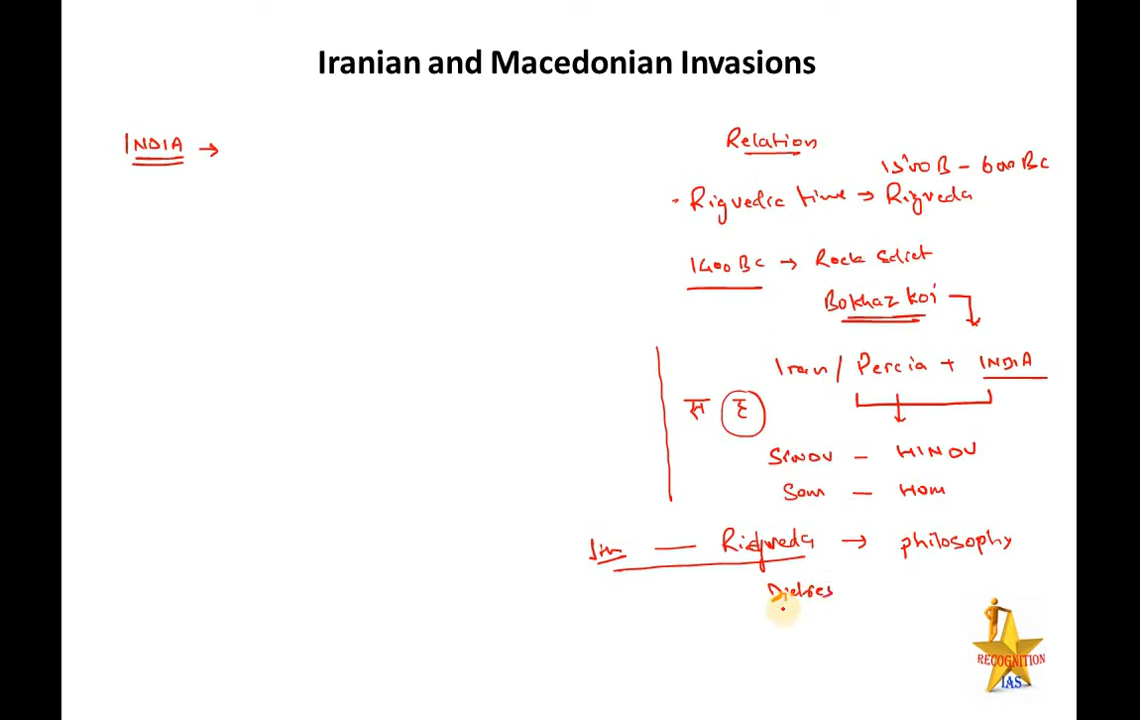 Iranian and Macedonian Invasions
INDIA →
Relation
1500 B - 600 BC
· Rigvedic time → Rigveda
1400 BC → Rock Edict
Bokhaz koi
Iran / Percia + INDIA
स ह
SINDU - HINDU
Som - HOM
— Rigveda → philosophy
RECOGNITION
IAS